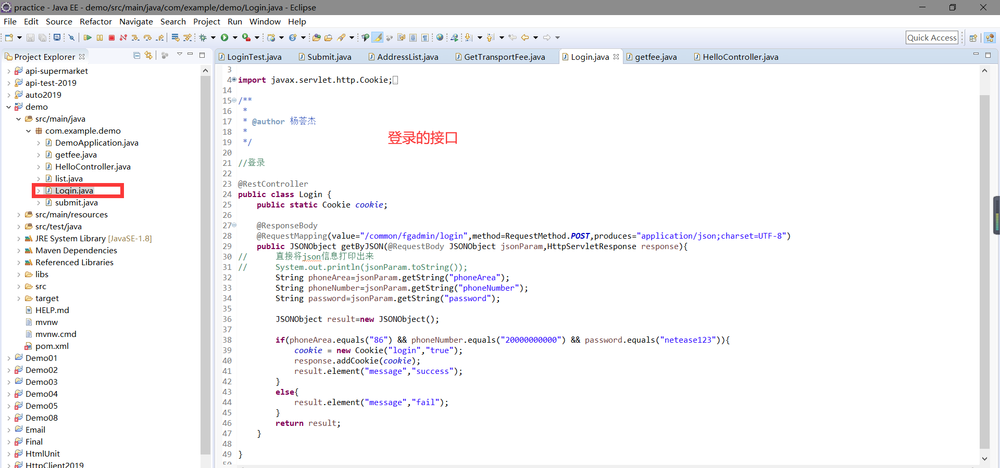 practice - Java EE - demo/src/main/java/com/example/demo/Login.java - Eclipse
File Edit Source Refactor Navigate Search Project Run Window Help
Quick Access
Project Explorer
api-supermarket
api-test-2019
auto2019
demo
src/main/java
com.example.demo
DemoApplication.java
getfee.java
HelloController.java
list.java
Login.java
submit.java
src/main/resources
src/test/java
JRE System Library [JavaSE-1.8]
Maven Dependencies
Referenced Libraries
libs
src
target
HELP.md
mvnw
mvnw.cmd
pom.xml
Demo01
Demo02
Demo03
Demo04
Demo05
Demo08
Email
Final
HtmlUnit
HttpClient2019
LoginTest.java Submit.java AddressList.java GetTransportFee.java Login.java getfee.java HelloController.java
3
4 import javax.servlet.http.Cookie;
14
15 /**
16 *
17 * @author 杨荟杰
18 *
19 */
登录的接口
20
21 //登录
22
23 @RestController
24 public class Login {
25 public static Cookie cookie;
26
27 @ResponseBody
28 @RequestMapping(value="/common/fgadmin/login",method=RequestMethod.POST,produces="application/json;charset=UTF-8")
29 public JSONObject getByJSON(@RequestBody JSONObject jsonParam,HttpServletResponse response){
30 // 直接将json信息打印出来
31 // System.out.println(jsonParam.toString());
32 String phoneArea=jsonParam.getString("phoneArea");
33 String phoneNumber=jsonParam.getString("phoneNumber");
34 String password=jsonParam.getString("password");
35
36 JSONObject result=new JSONObject();
37
38 if(phoneArea.equals("86") && phoneNumber.equals("20000000000") && password.equals("netease123")){
39 cookie = new Cookie("login","true");
40 response.addCookie(cookie);
41 result.element("message","success");
42 }
43 else{
44 result.element("message","fail");
45 }
46 return result;
47 }
48
49 }
50